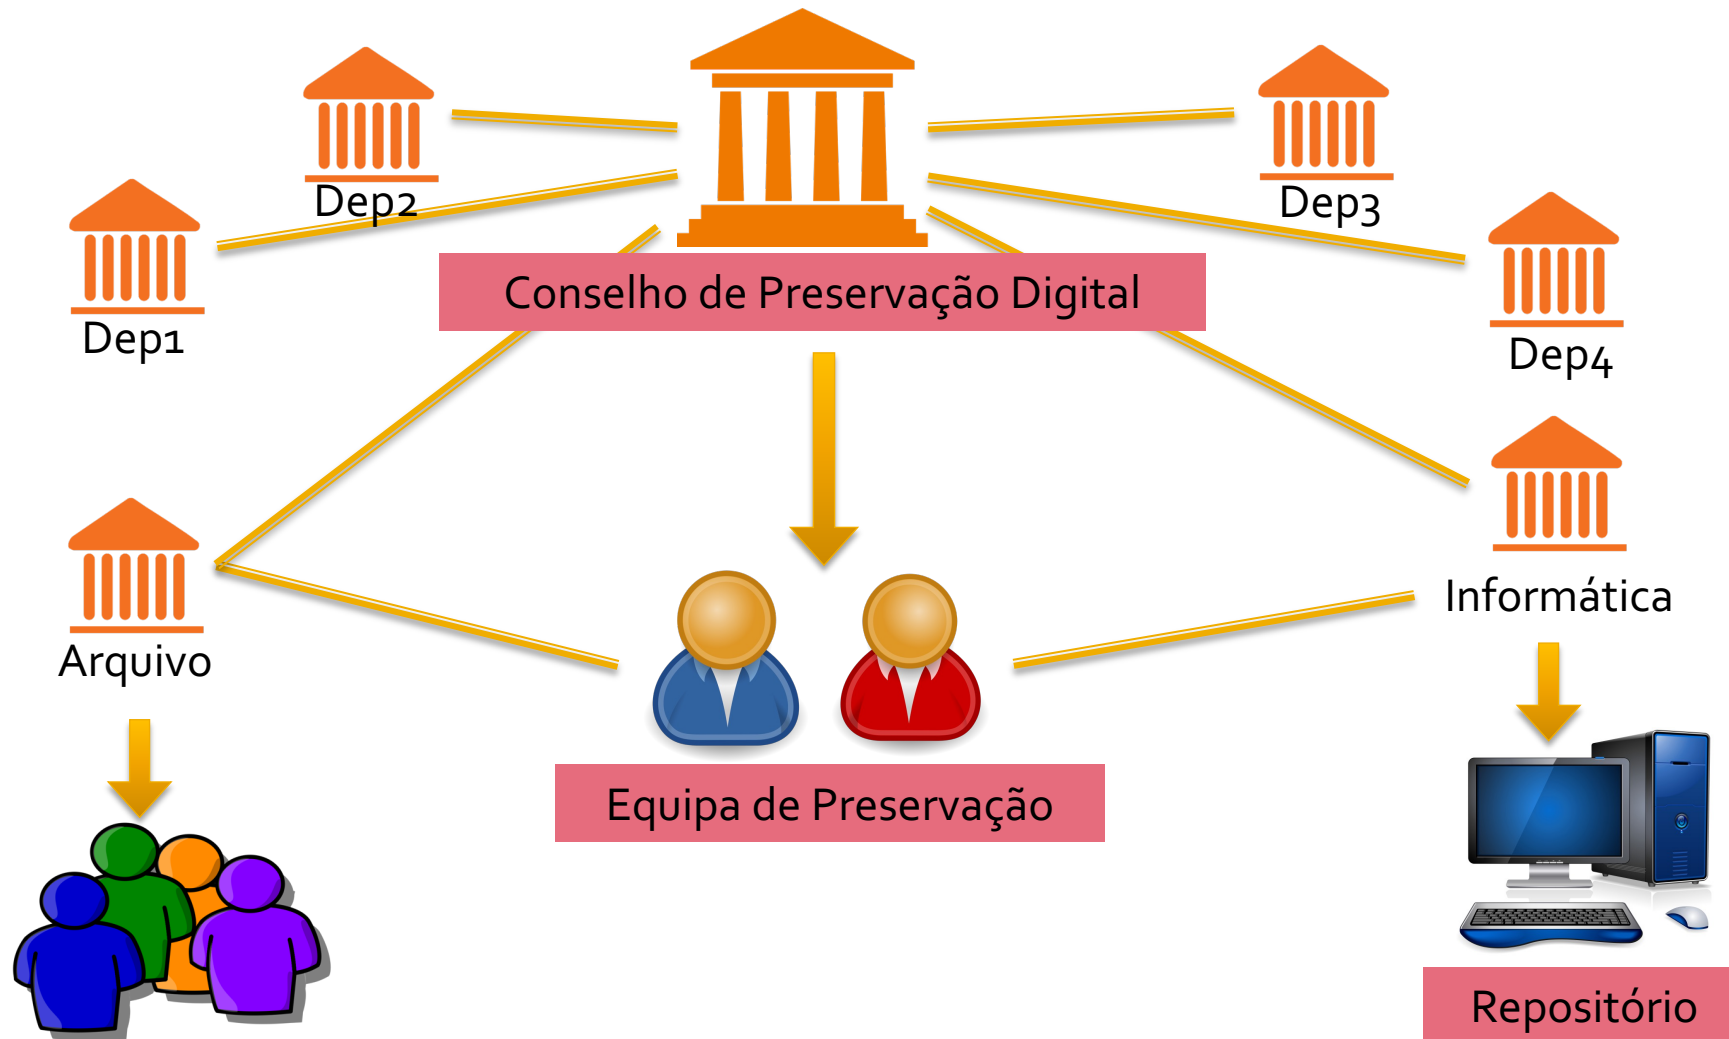 Dep2
Dep3
Dep1
Dep4
Conselho de Preservação Digital
Arquivo
Informática
Equipa de Preservação
Repositório